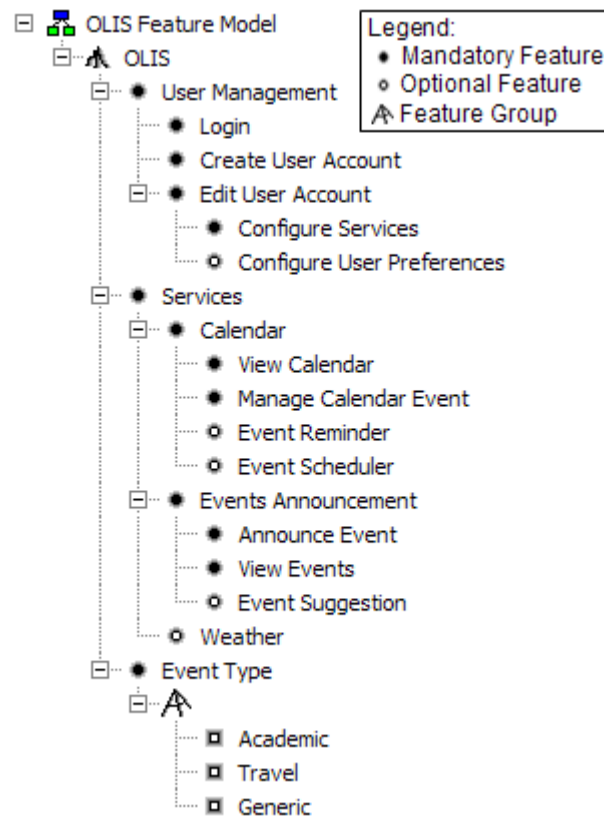 OLIS Feature Model
OLIS
User Management
Login
Create User Account
Edit User Account
Configure Services
Configure User Preferences
Services
Calendar
View Calendar
Manage Calendar Event
Event Reminder
Event Scheduler
Events Announcement
Announce Event
View Events
Event Suggestion
Weather
Event Type
Academic
Travel
Generic
Legend:
Mandatory Feature
Optional Feature
Feature Group